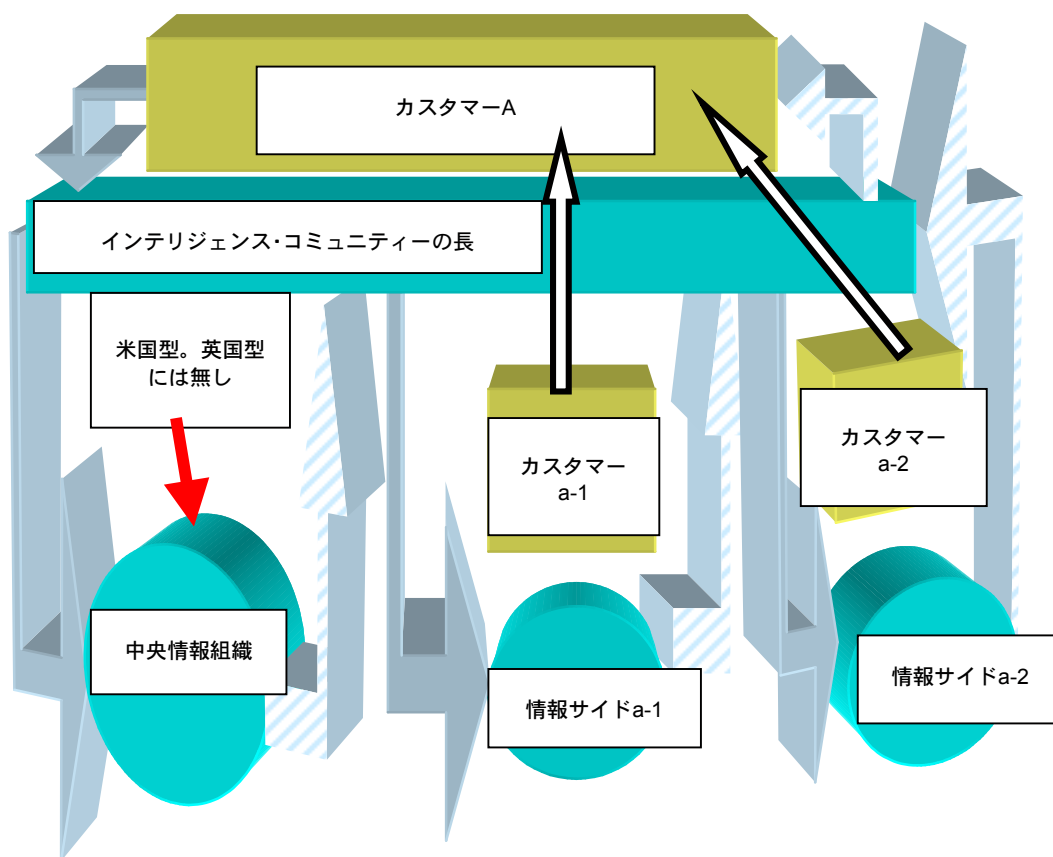 カスタマーA
インテリジェンス・コミュニティーの長
米国型。英国型
には無し
カスタマー
a-1
カスタマー
a-2
中央情報組織
情報サイドa-1
情報サイドa-2